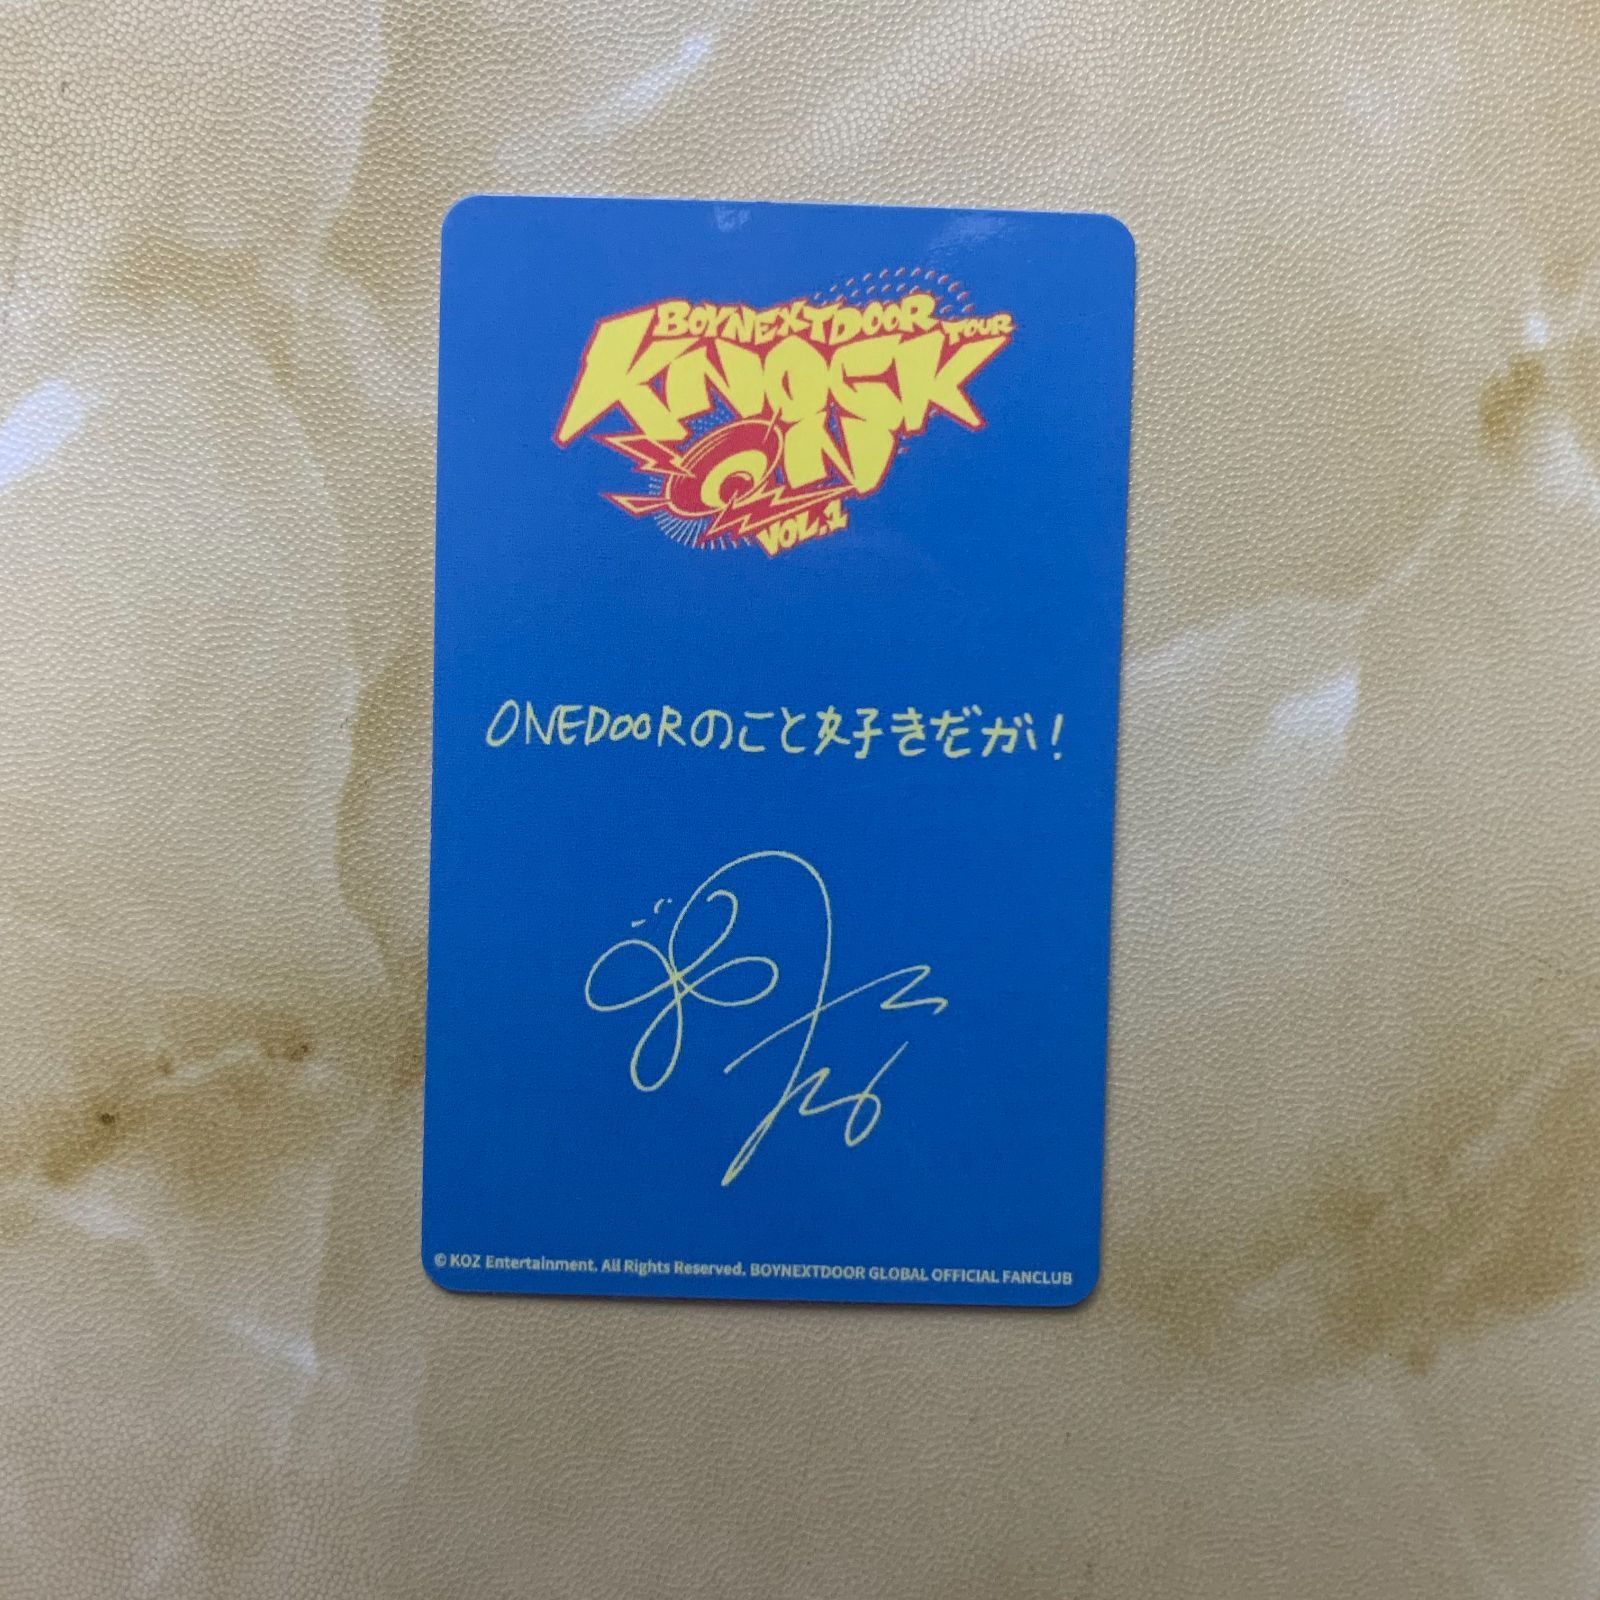 BOYNEXTDOOR TOUR
KNOCK
ON
VOL.1
ONEDOORのこと好きだが!
© KOZ Entertainment. All Rights Reserved. BOYNEXTDOOR GLOBAL OFFICIAL FANCLUB